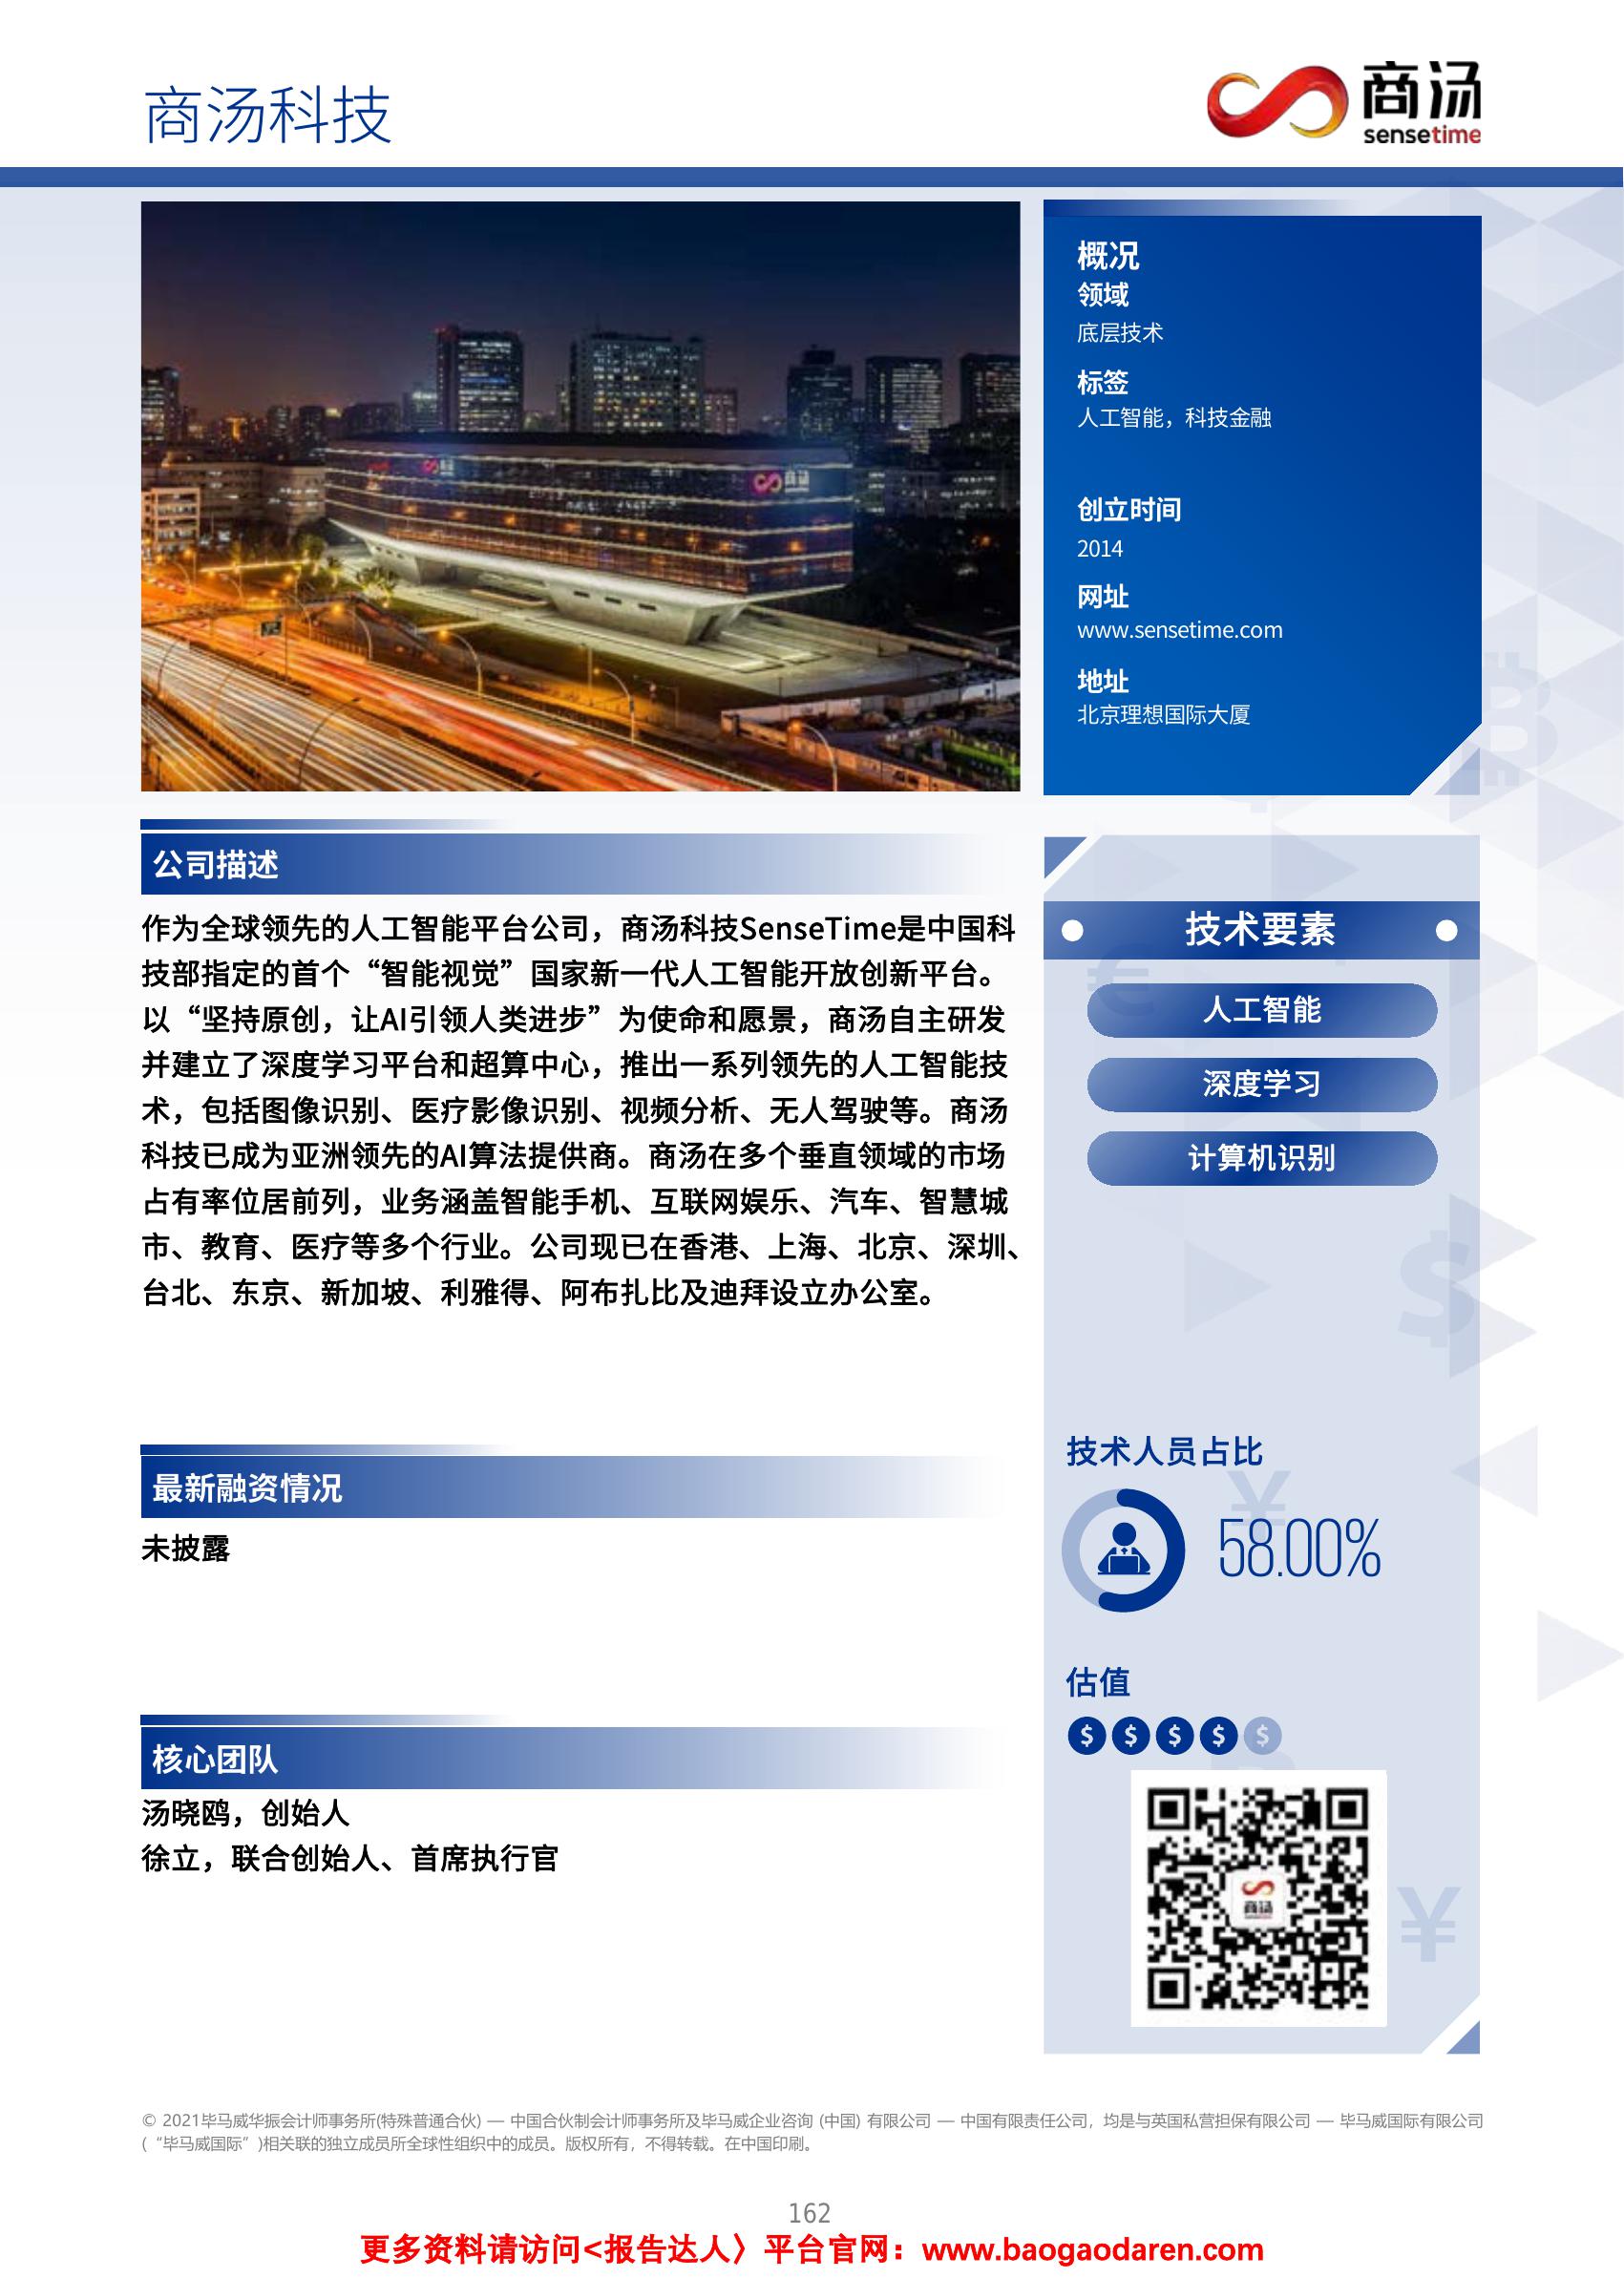 商汤科技
商汤
sensetime
概况
领域
底层技术
标签
人工智能，科技金融
创立时间
2014
网址
www.sensetime.com
地址
北京理想国际大厦
公司描述
作为全球领先的人工智能平台公司，商汤科技SenseTime是中国科
技部指定的首个“智能视觉”国家新一代人工智能开放创新平台。
以“坚持原创，让AI引领人类进步”为使命和愿景，商汤自主研发
并建立了深度学习平台和超算中心，推出一系列领先的人工智能技
术，包括图像识别、医疗影像识别、视频分析、无人驾驶等。商汤
科技已成为亚洲领先的AI算法提供商。商汤在多个垂直领域的市场
占有率位居前列，业务涵盖智能手机、互联网娱乐、汽车、智慧城
市、教育、医疗等多个行业。公司现已在香港、上海、北京、深圳、
台北、东京、新加坡、利雅得、阿布扎比及迪拜设立办公室。
最新融资情况
未披露
核心团队
汤晓鸥，创始人
徐立，联合创始人、首席执行官
技术要素
人工智能
深度学习
计算机识别
技术人员占比
58.00%
估值
$ $ $ $ $
商汤
sensetime
© 2021毕马威华振会计师事务所(特殊普通合伙) — 中国合伙制会计师事务所及毕马威企业咨询 (中国) 有限公司 — 中国有限责任公司，均是与英国私营担保有限公司 — 毕马威国际有限公司
(“毕马威国际”)相关联的独立成员所全球性组织中的成员。版权所有，不得转载。在中国印刷。
162
更多资料请访问<报告达人〉平台官网：www.baogaodaren.com